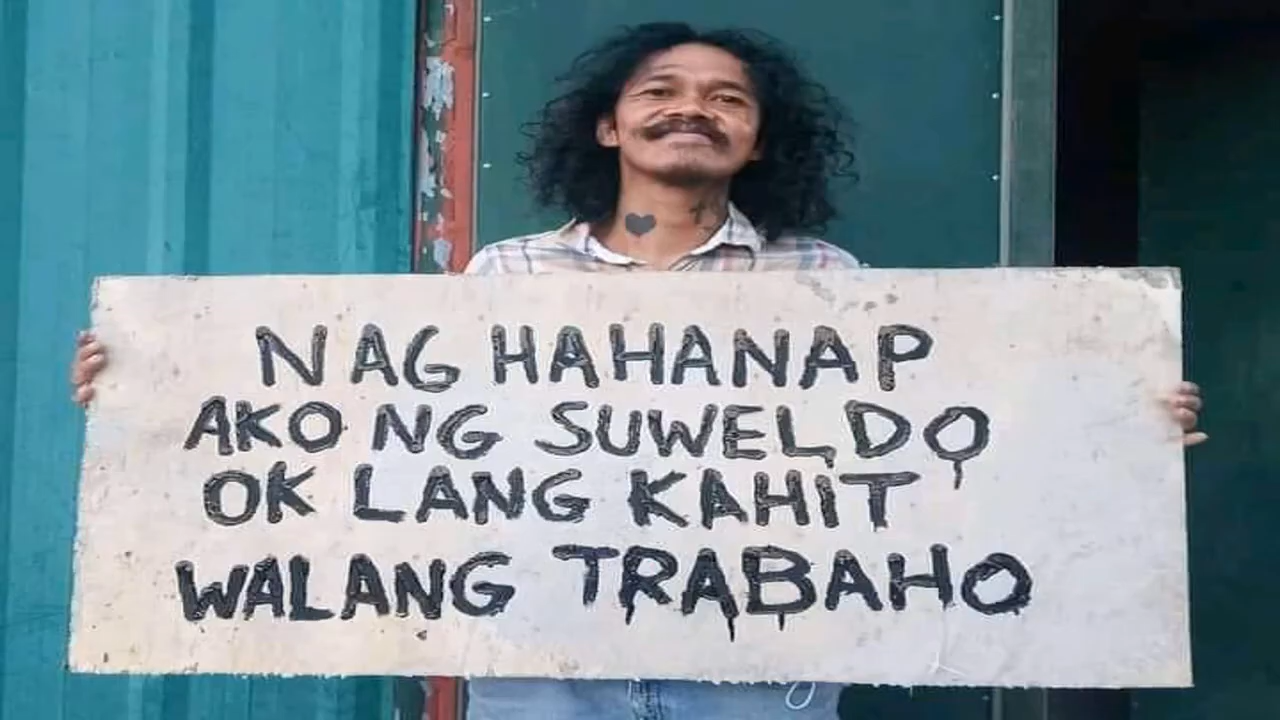 NAG HAHANAP
AKO NG SUWELDO
OK LANG KAHIT
WALANG TRABAHO